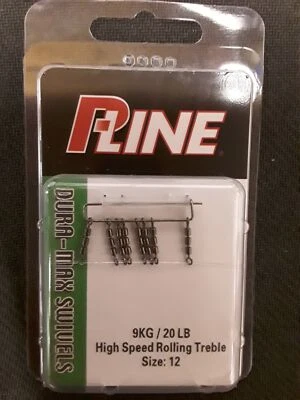 P-LINE
DURA-MAX SWIVELS
9KG / 20 LB
High Speed Rolling Treble
Size: 12